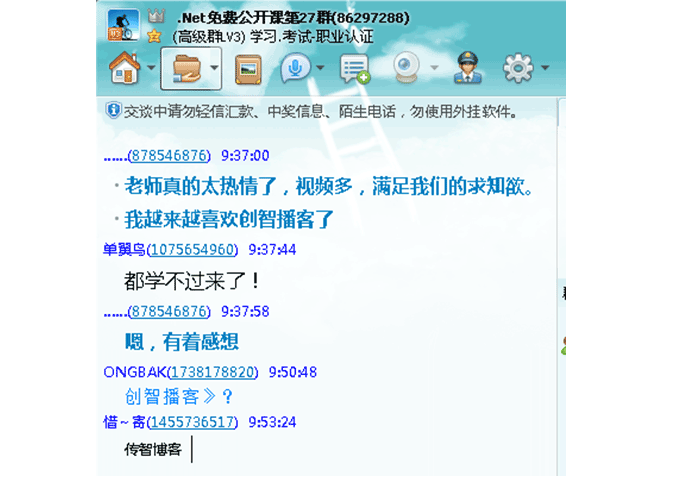 .Net免费公开课第27群(86297288)
(高级群LV3) 学习.考试-职业认证
交谈中请勿轻信汇款、中奖信息、陌生电话，勿使用外挂软件。
......(878546876) 9:37:00
老师真的太热情了，视频多，满足我们的求知欲。
我越来越喜欢创智播客了
单翼鸟(1075654960) 9:37:44
都学不过来了！
......(878546876) 9:37:58
嗯，有着感想
ONGBAK(1738178820) 9:50:48
创智播客》？
惜～寄(1455736517) 9:53:24
传智博客